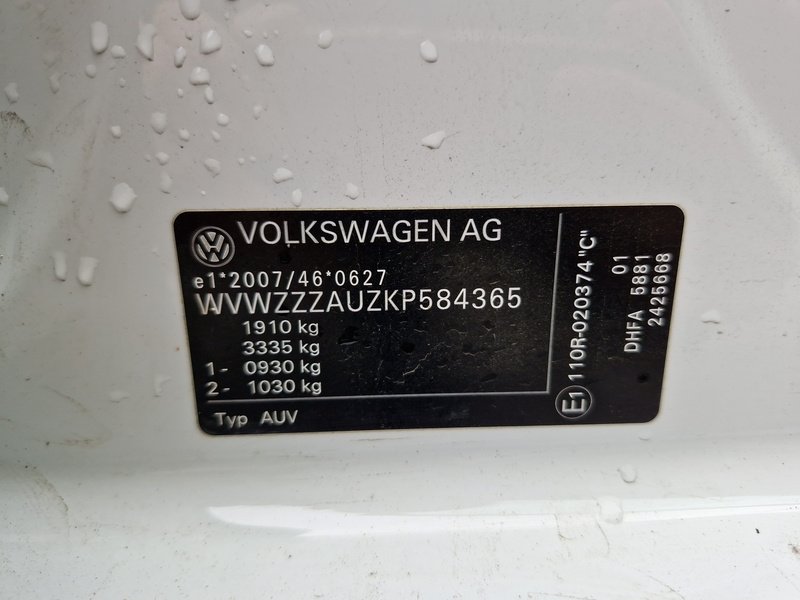 VOLKSWAGEN AG
e1*2007/46*0627
WVWZZZAUZKP584365
1910 kg
3335 kg
1- 0930 kg
2- 1030 kg
Typ AUV
E1 110R-020374 "C"
01
DHFA 5881
2425668